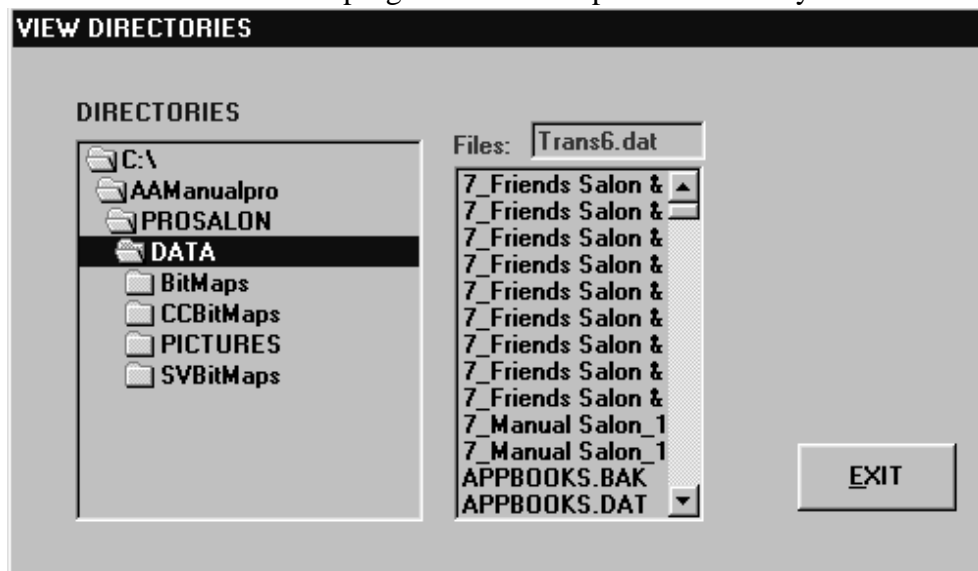 VIEW DIRECTORIES
DIRECTORIES
C:\
AAManualpro
PROSALON
DATA
BitMaps
CCBitMaps
PICTURES
SVBitMaps
Files: Trans6.dat
7_Friends Salon &
7_Friends Salon &
7_Friends Salon &
7_Friends Salon &
7_Friends Salon &
7_Friends Salon &
7_Friends Salon &
7_Friends Salon &
7_Friends Salon &
7_Manual Salon_1
7_Manual Salon_1
APPBOOKS.BAK
APPBOOKS.DAT
EXIT